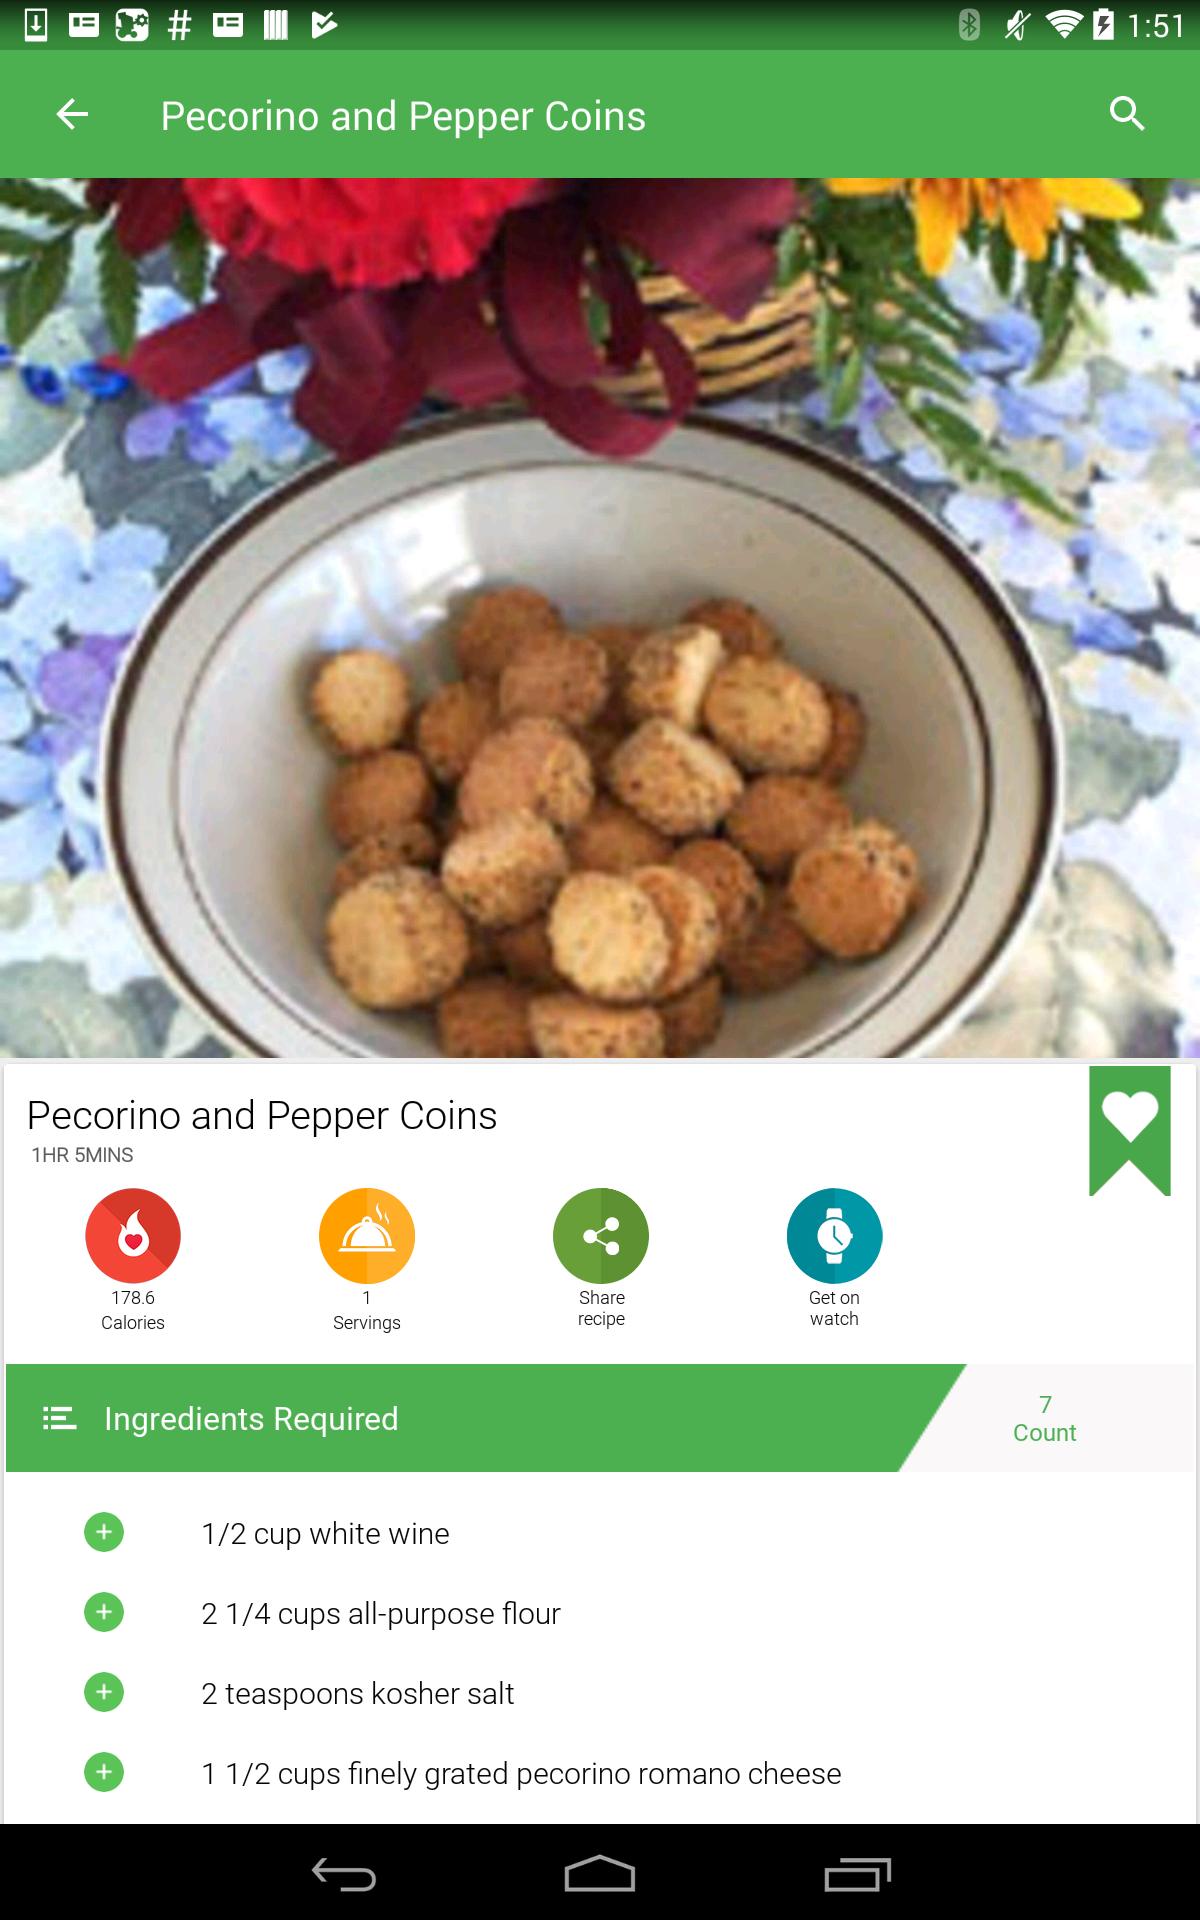 1:51
Pecorino and Pepper Coins
Pecorino and Pepper Coins
1HR 5MINS
178.6
Calories
1
Servings
Share
recipe
Get on
watch
Ingredients Required
7
Count
1/2 cup white wine
2 1/4 cups all-purpose flour
2 teaspoons kosher salt
1 1/2 cups finely grated pecorino romano cheese